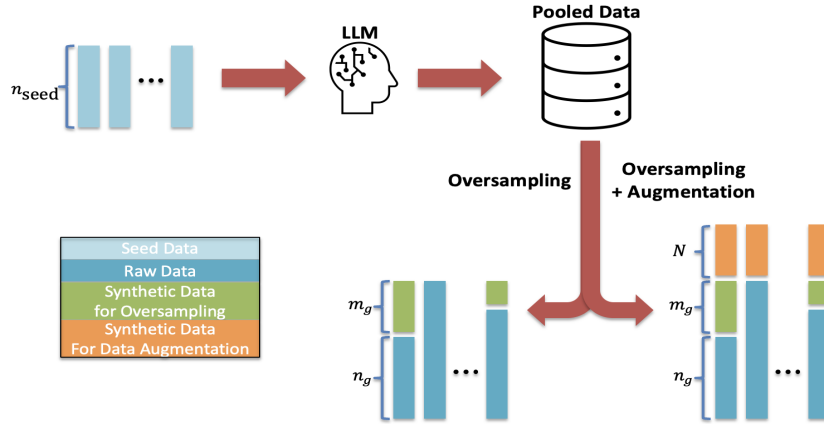 Pooled Data
LLM
n_seed
...
Oversampling
Oversampling
+ Augmentation
Seed Data
Raw Data
Synthetic Data
for Oversampling
Synthetic Data
For Data Augmentation
N
m_g
m_g
n_g
...
n_g
...